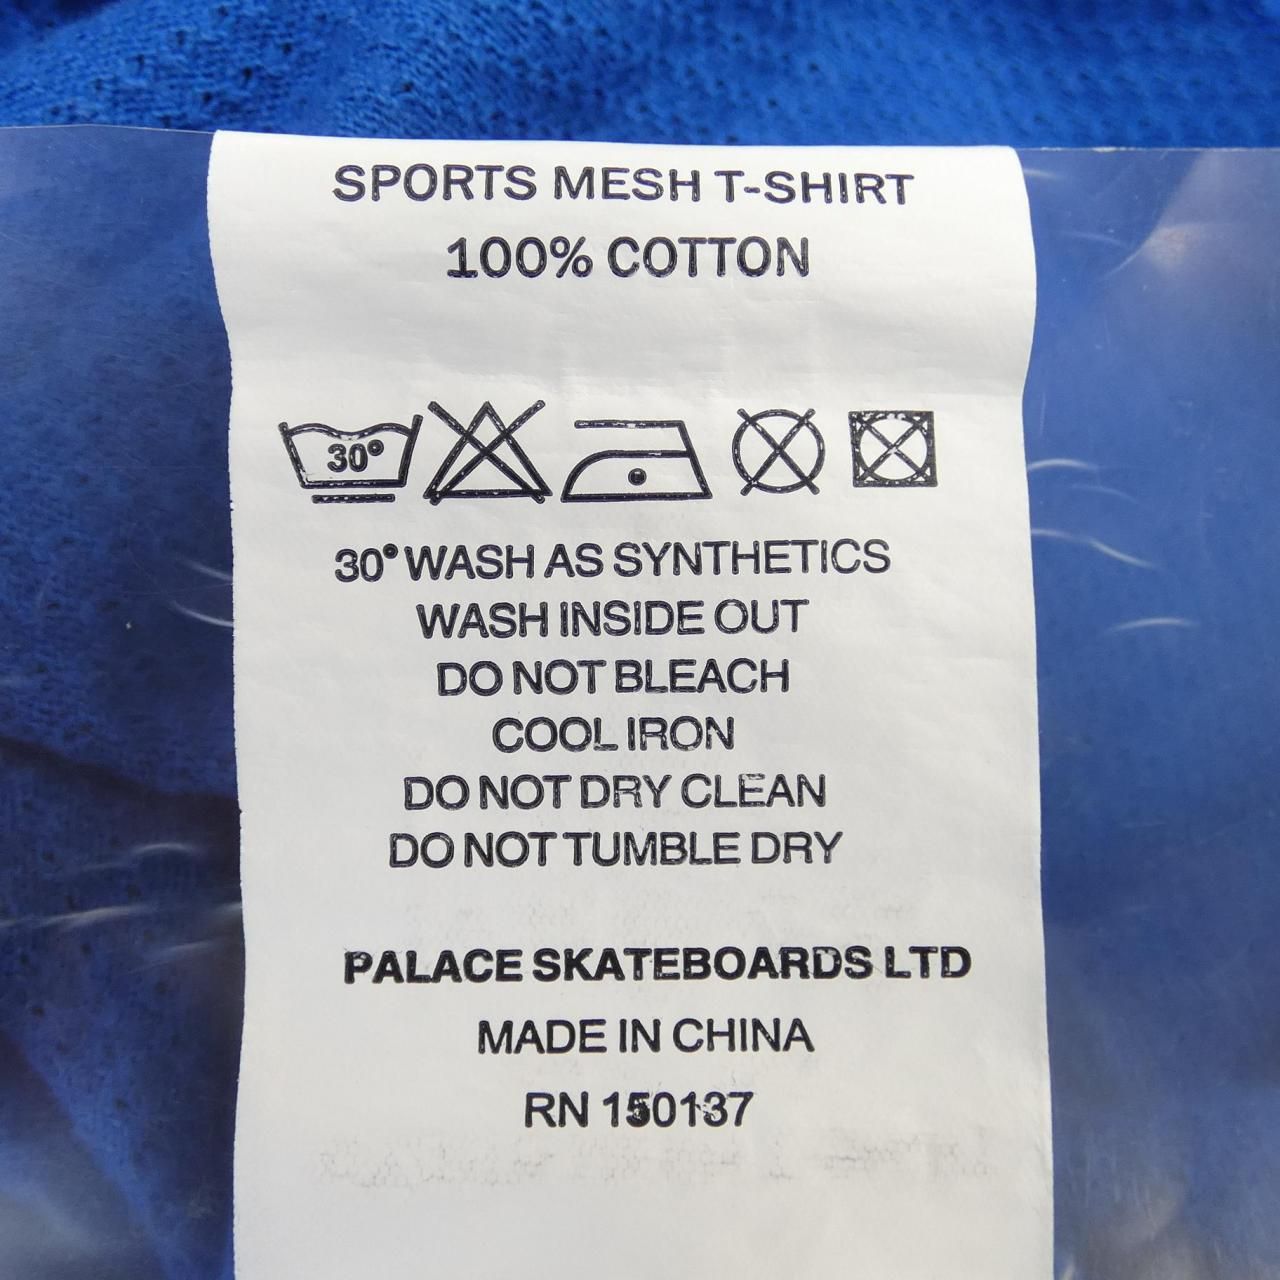 SPORTS MESH T-SHIRT
100% COTTON
30°
30° WASH AS SYNTHETICS
WASH INSIDE OUT
DO NOT BLEACH
COOL IRON
DO NOT DRY CLEAN
DO NOT TUMBLE DRY
PALACE SKATEBOARDS LTD
MADE IN CHINA
RN 150137